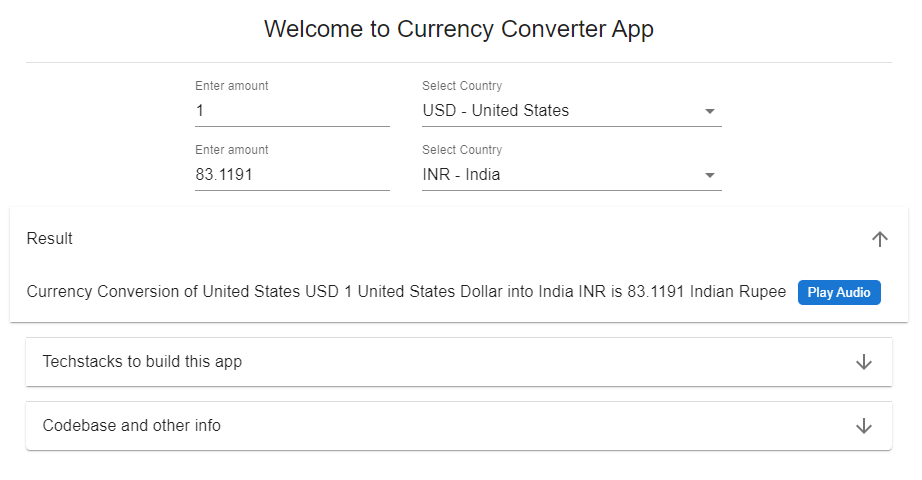 Welcome to Currency Converter App
Enter amount
Select Country
1
USD - United States
Enter amount
Select Country
83.1191
INR - India
Result
Currency Conversion of United States USD 1 United States Dollar into India INR is 83.1191 Indian Rupee
Play Audio
Techstacks to build this app
Codebase and other info